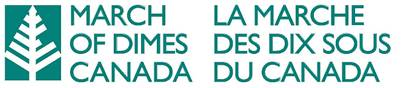 MARCH
OF DIMES
CANADA
LA MARCHE
DES DIX SOUS
DU CANADA